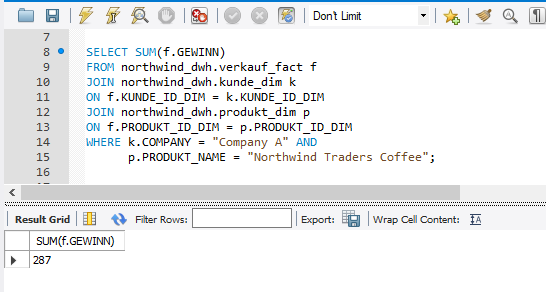 Don't Limit
7
8 SELECT SUM(f.GEWINN)
9 FROM northwind_dwh.verkauf_fact f
10 JOIN northwind_dwh.kunde_dim k
11 ON f.KUNDE_ID_DIM = k.KUNDE_ID_DIM
12 JOIN northwind_dwh.produkt_dim p
13 ON f.PRODUKT_ID_DIM = p.PRODUKT_ID_DIM
14 WHERE k.COMPANY = "Company A" AND
15 p.PRODUKT_NAME = "Northwind Traders Coffee";
16
Result Grid Filter Rows: Export: Wrap Cell Content: IA
SUM(f.GEWINN)
287